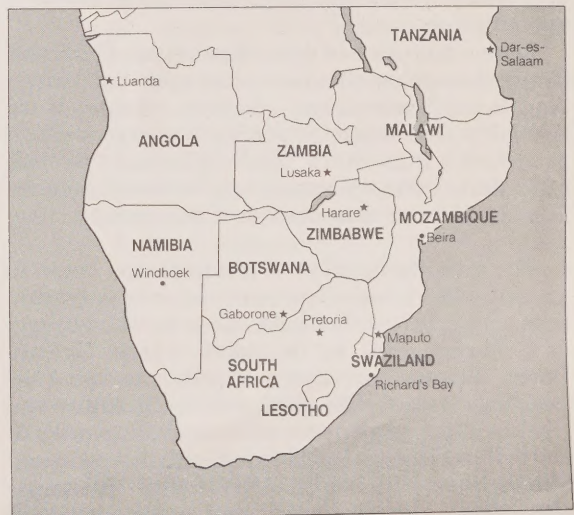 TANZANIA
Dar-es-
Salaam
Luanda
MALAWI
ANGOLA
ZAMBIA
Lusaka
Harare
MOZAMBIQUE
ZIMBABWE
Beira
NAMIBIA
BOTSWANA
Windhoek
Gaborone
Pretoria
Maputo
SWAZILAND
SOUTH
AFRICA
Richard's Bay
LESOTHO